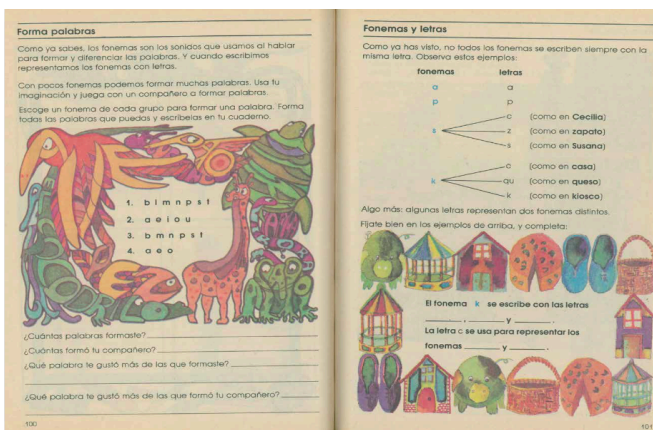 Forma palabras
Como ya sabes, los fonemas son los sonidos que usamos al hablar
para formar y diferenciar las palabras. Y cuando escribimos
representamos los fonemas con letras.
Con pocos fonemas podemos formar muchas palabras. Usa tu
imaginación y juega con un compañero a formar palabras.
Escoge un fonema de cada grupo para formar una palabra. Forma
todas las palabras que puedas y escríbelas en tu cuaderno.
1. b l m n p s t
2. a e i o u
3. b m n p s t
4. a e o
¿Cuántas palabras formaste?
¿Cuántas formó tu compañero?
¿Qué palabra te gustó más de las que formaste?
¿Qué palabra te gustó más de las que formó tu compañero?
100
Fonemas y letras
Como ya has visto, no todos los fonemas se escriben siempre con la
misma letra. Observa estos ejemplos:
fonemas letras
a a
p p
c (como en Cecilia)
s z (como en zapato)
s (como en Susana)
c (como en casa)
k qu (como en queso)
k (como en kiosco)
Algo más: algunas letras representan dos fonemas distintos.
Fíjate bien en los ejemplos de arriba, y completa:
El fonema k se escribe con las letras
, y .
La letra c se usa para representar los
fonemas y .
101